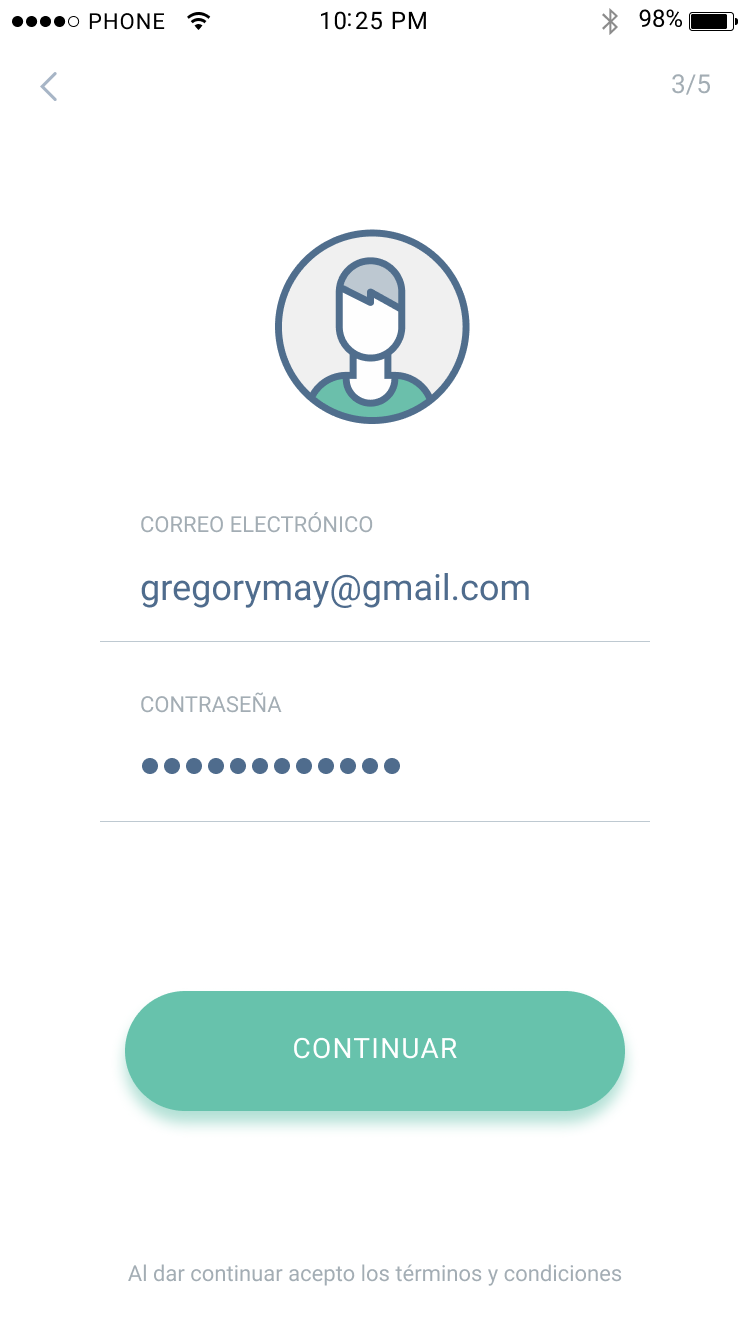 PHONE 10:25 PM 98%
3/5
CORREO ELECTRÓNICO
gregorymay@gmail.com
CONTRASEÑA
●●●●●●●●●●●●
CONTINUAR
Al dar continuar acepto los términos y condiciones